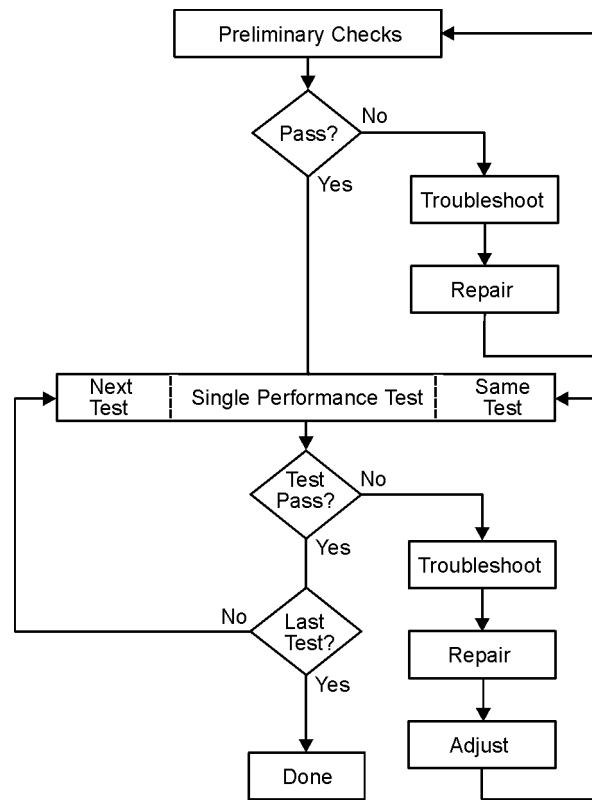 Preliminary Checks
Pass?
No
Yes
Troubleshoot
Repair
Next
Test
Single Performance Test
Same
Test
Test
Pass?
No
Yes
Troubleshoot
No
Last
Test?
Yes
Repair
Adjust
Done